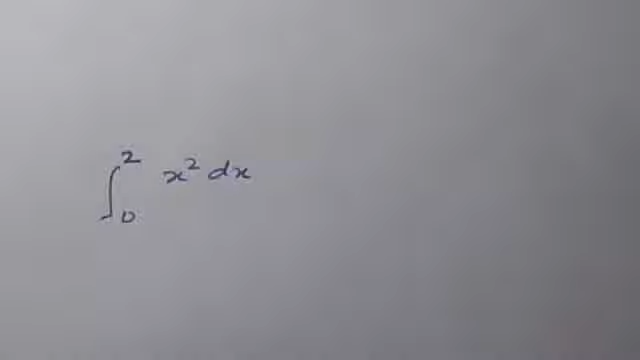 ∫₀² x² dx